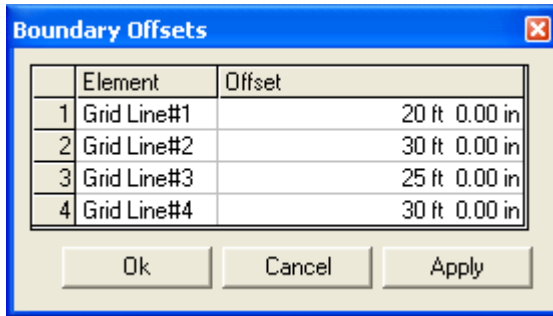 Boundary Offsets
Element Offset
1 Grid Line#1 20 ft 0.00 in
2 Grid Line#2 30 ft 0.00 in
3 Grid Line#3 25 ft 0.00 in
4 Grid Line#4 30 ft 0.00 in
Ok Cancel Apply